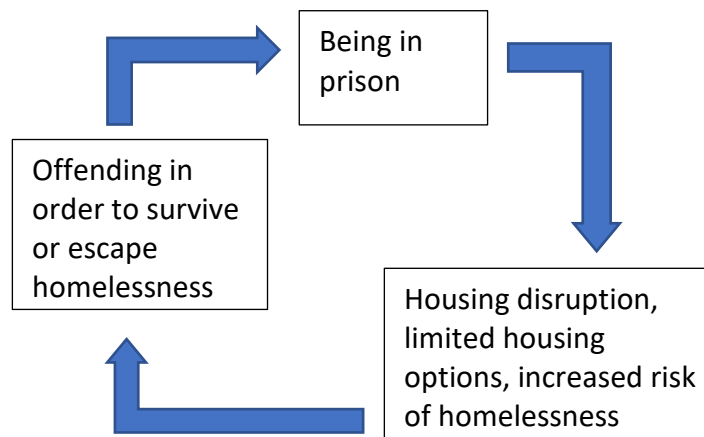 Being in
prison
Offending in
order to survive
or escape
homelessness
Housing disruption,
limited housing
options, increased risk
of homelessness